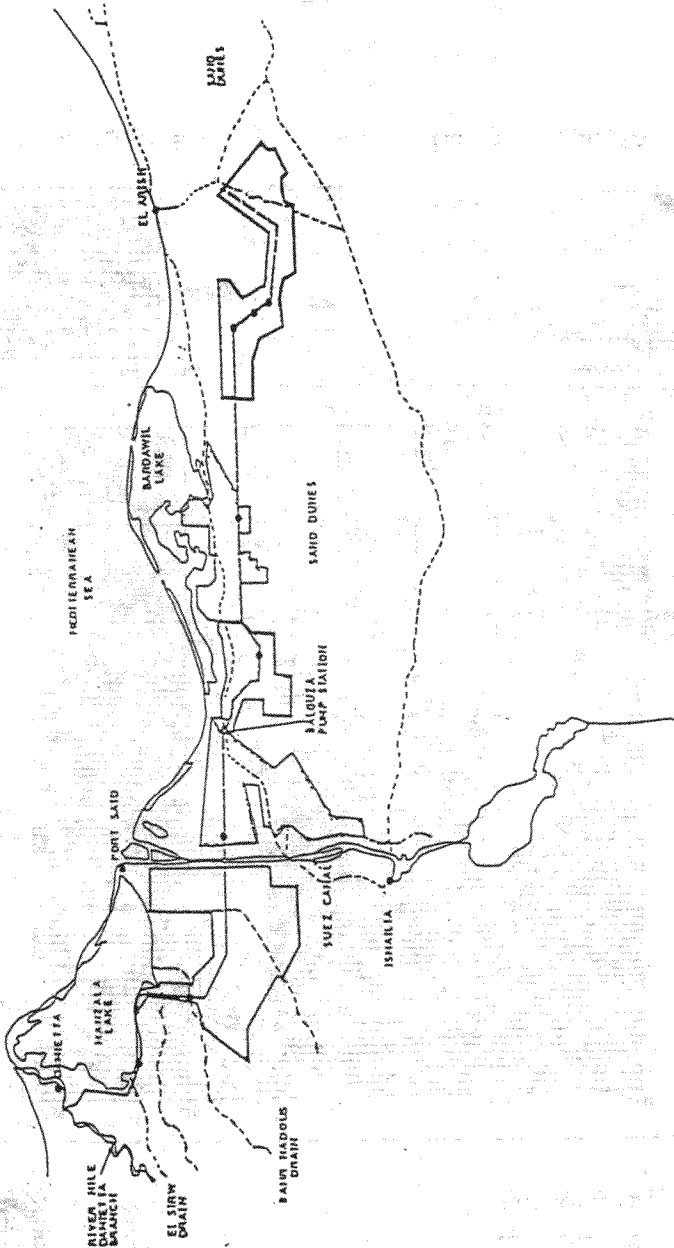 RIVER NILE
DAMIETTA
BRANCH
EL SIRW
DRAIN
BAHR HADOUS
DRAIN
DAMIETTA
MANZALA
LAKE
PORT SAID
SUEZ CANAL
ISMAILIA
MEDITERRANEAN
SEA
BALOUZA
PUMP STATION
BARDAWIL
LAKE
SAND DUNES
EL ARISH
SAND
DUNES